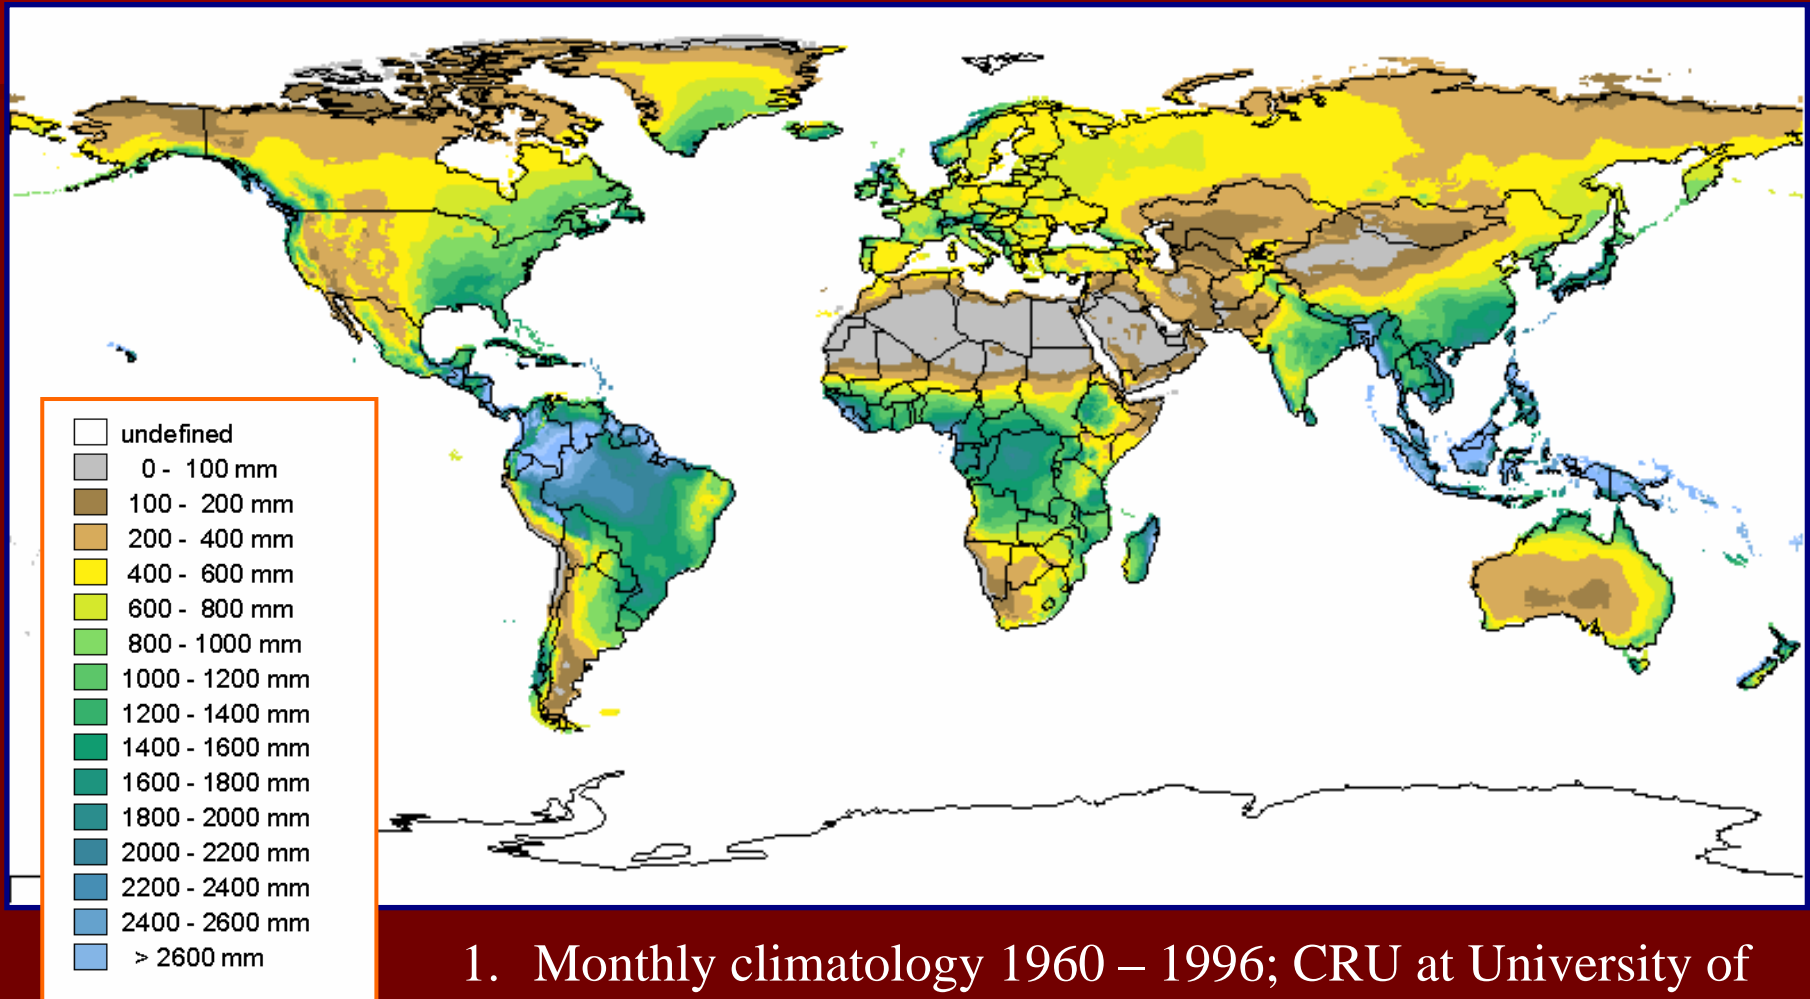 undefined
0 - 100 mm
100 - 200 mm
200 - 400 mm
400 - 600 mm
600 - 800 mm
800 - 1000 mm
1000 - 1200 mm
1200 - 1400 mm
1400 - 1600 mm
1600 - 1800 mm
1800 - 2000 mm
2000 - 2200 mm
2200 - 2400 mm
2400 - 2600 mm
> 2600 mm
1. Monthly climatology 1960 – 1996; CRU at University of